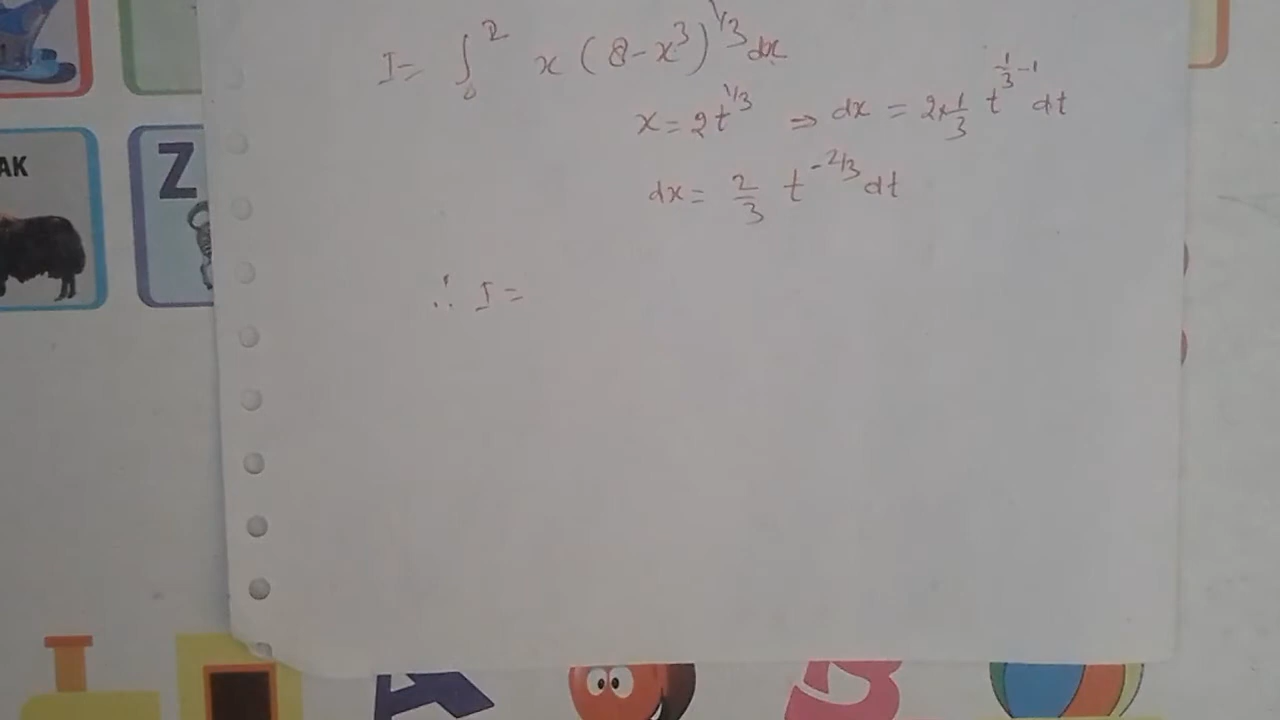 I = ∫₀² x (8 - x³)^1/3 dx
x = 2t^1/3 ⇒ dx = 2×1/3 t^1/3-1 dt
dx = 2/3 t^-2/3 dt
∴ I =
AK
Z